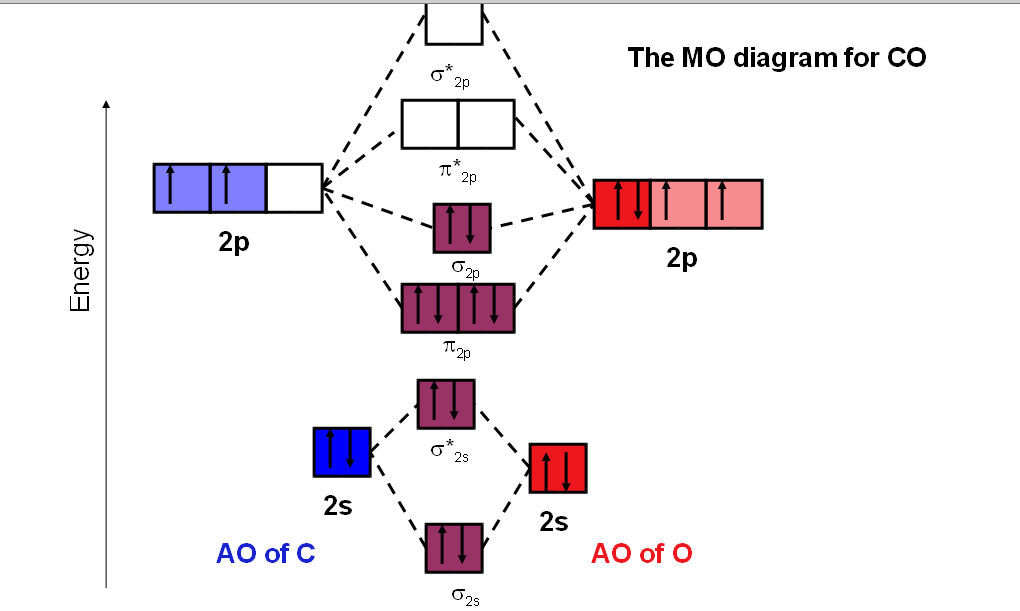 The MO diagram for CO
σ*2p
π*2p
2p
σ2p
2p
Energy
π2p
σ*2s
2s
2s
AO of C
AO of O
σ2s